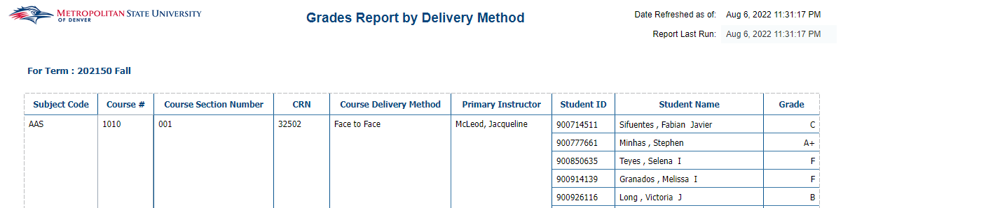 METROPOLITAN STATE UNIVERSITY
OF DENVER
Grades Report by Delivery Method
Date Refreshed as of: Aug 6, 2022 11:31:17 PM
Report Last Run: Aug 6, 2022 11:31:17 PM
For Term : 202150 Fall
Subject Code Course # Course Section Number CRN Course Delivery Method Primary Instructor Student ID Student Name Grade
AAS 1010 001 32502 Face to Face McLeod, Jacqueline 900714511 Sifuentes , Fabian Javier C
900777661 Minhas , Stephen A+
900850635 Teyes , Selena I F
900914139 Granados , Melissa I F
900926116 Long , Victoria J B